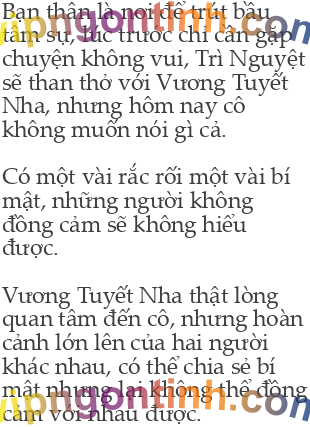 Bạn thân là nơi để trút bầu
tâm sự, lúc trước chỉ cần gặp
chuyện không vui, Trì Nguyệt
sẽ than thở với Vương Tuyết
Nha, nhưng hôm nay cô
không muốn nói gì cả.
Có một vài rắc rối một vài bí
mật, những người không
đồng cảm sẽ không hiểu
được.
Vương Tuyết Nha thật lòng
quan tâm đến cô, nhưng hoàn
cảnh lớn lên của hai người
khác nhau, có thể chia sẻ bí
mật nhưng lại không thể đồng
cảm với nhau được.